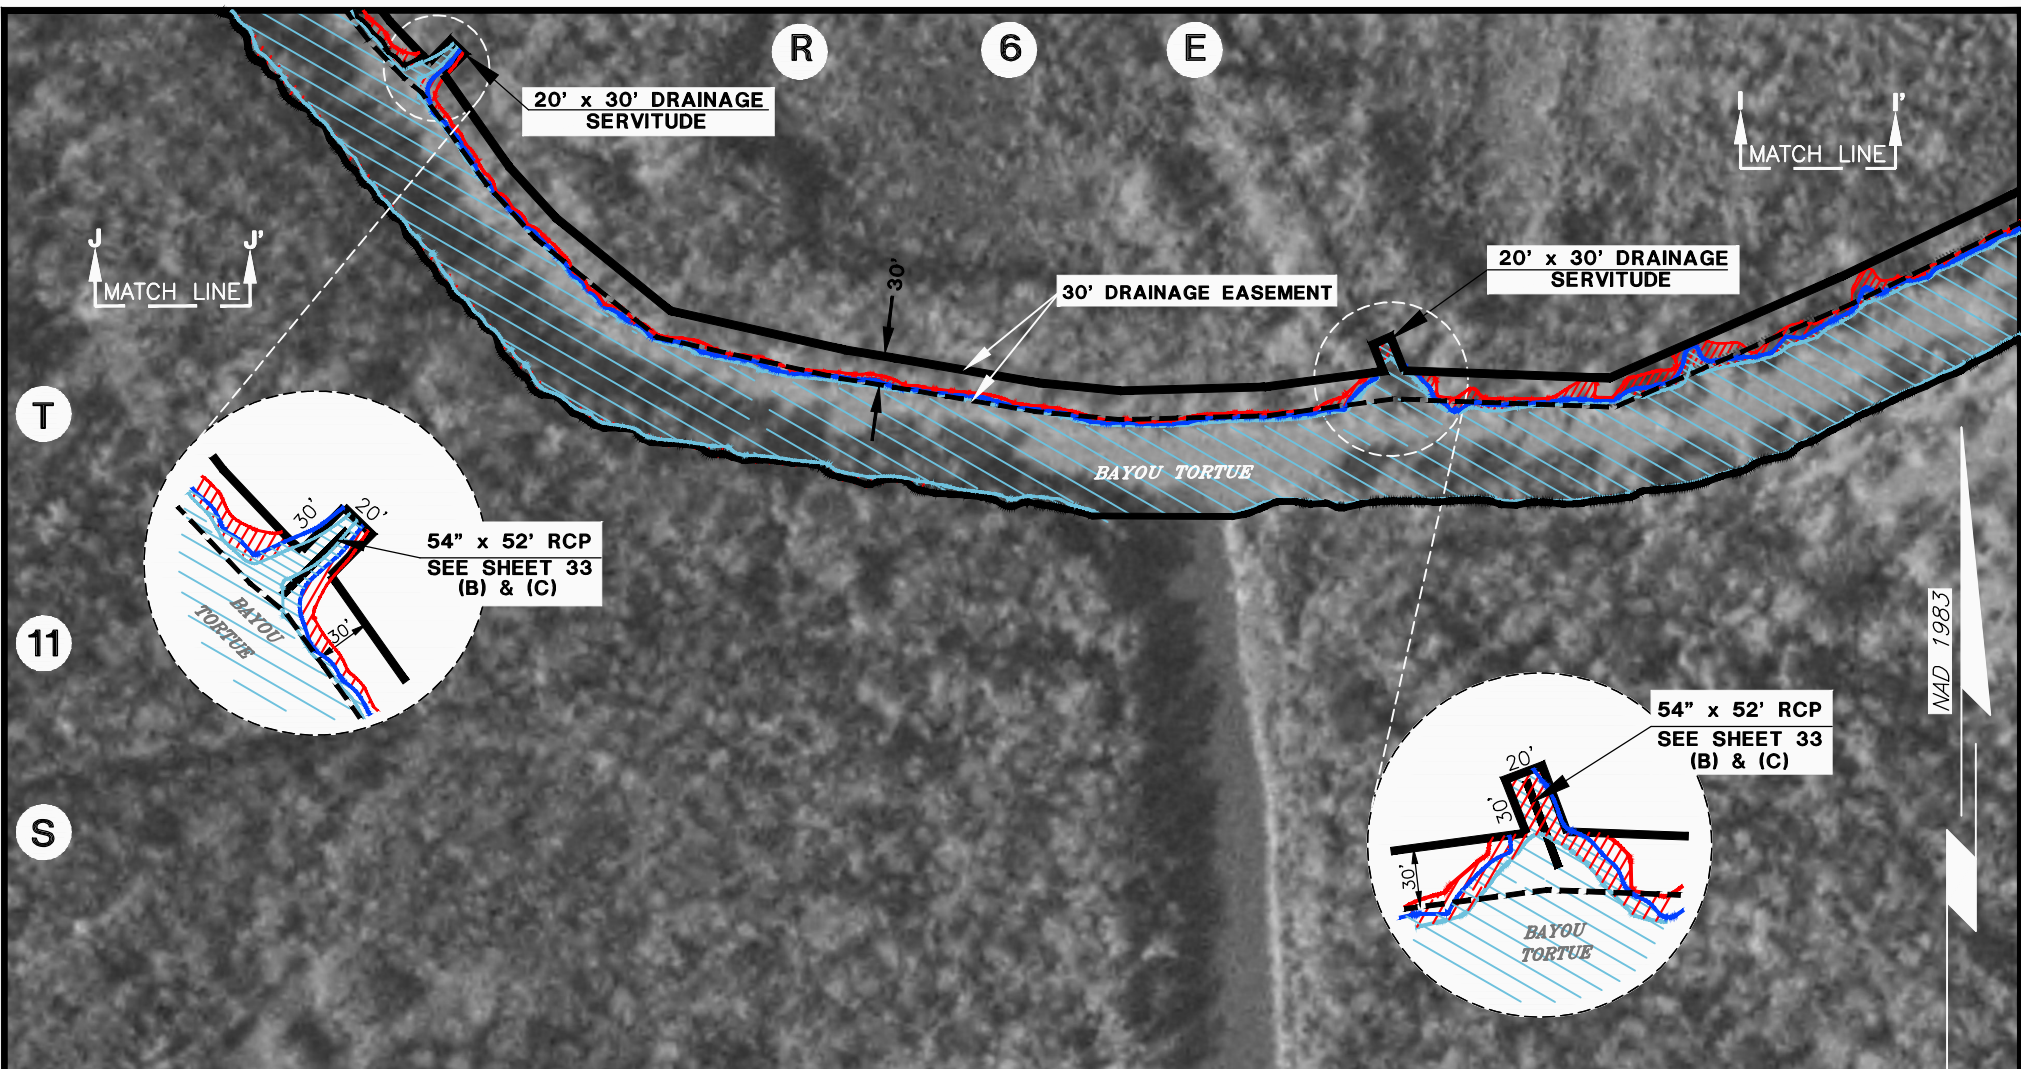 R 6 E
20' x 30' DRAINAGE
SERVITUDE
I I'
MATCH LINE
J J'
MATCH LINE
30'
30' DRAINAGE EASEMENT
20' x 30' DRAINAGE
SERVITUDE
T
BAYOU TORTUE
30' 20'
54" x 52' RCP
SEE SHEET 33
(B) & (C)
BAYOU
TORTUE
30'
11
NAD 1983
54" x 52' RCP
SEE SHEET 33
(B) & (C)
20'
30'
30'
BAYOU
TORTUE
S